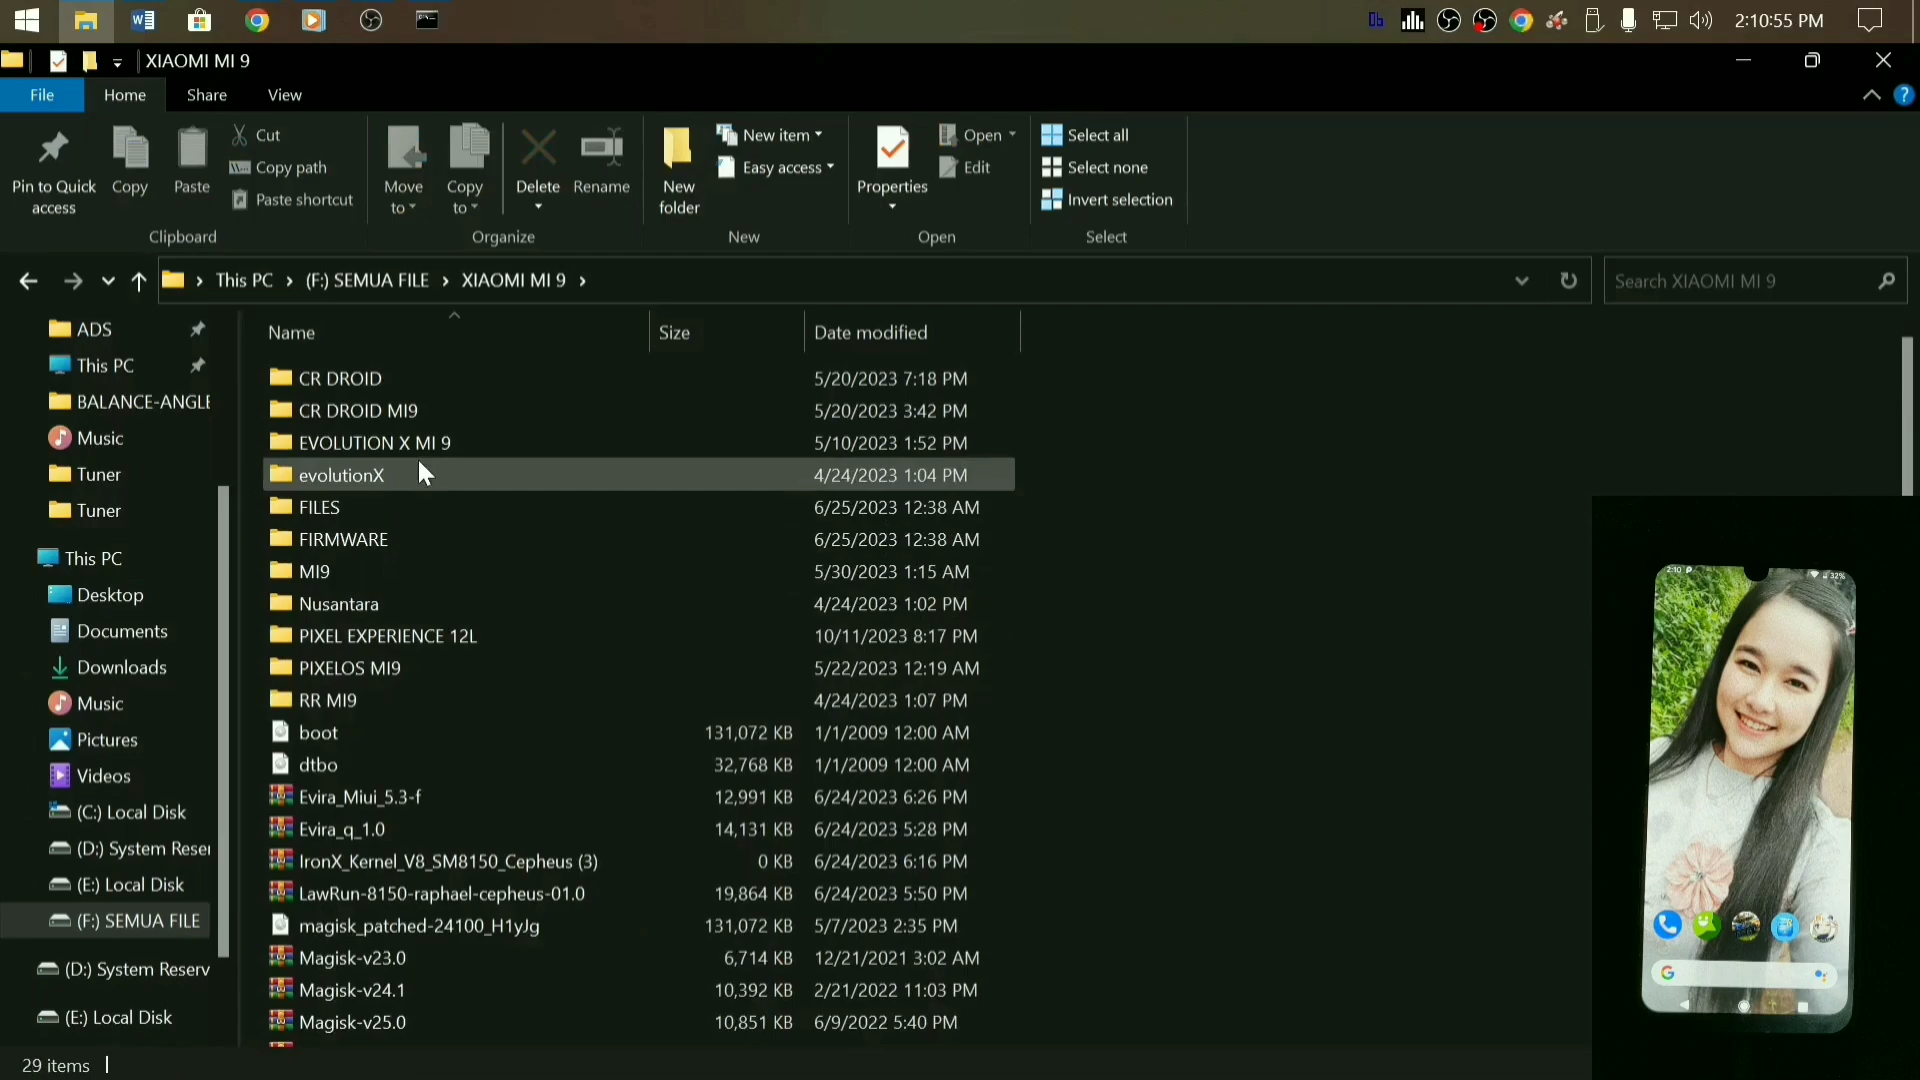 2:10:55 PM
XIAOMI MI 9
File
Home
Share
View
Pin to Quick access
Copy
Paste
Cut
Copy path
Paste shortcut
Clipboard
Move to
Copy to
Delete
Rename
Organize
New folder
New item
Easy access
New
Properties
Open
Edit
Open
Select all
Select none
Invert selection
Select
This PC > (F:) SEMUA FILE > XIAOMI MI 9 >
Search XIAOMI MI 9
ADS
This PC
BALANCE-ANGLE
Music
Tuner
Tuner
This PC
Desktop
Documents
Downloads
Music
Pictures
Videos
(C:) Local Disk
(D:) System Reser
(E:) Local Disk
(F:) SEMUA FILE
(D:) System Reserv
(E:) Local Disk
Name Size Date modified
CR DROID 5/20/2023 7:18 PM
CR DROID MI9 5/20/2023 3:42 PM
EVOLUTION X MI 9 5/10/2023 1:52 PM
evolutionX 4/24/2023 1:04 PM
FILES 6/25/2023 12:38 AM
FIRMWARE 6/25/2023 12:38 AM
MI9 5/30/2023 1:15 AM
Nusantara 4/24/2023 1:02 PM
PIXEL EXPERIENCE 12L 10/11/2023 8:17 PM
PIXELOS MI9 5/22/2023 12:19 AM
RR MI9 4/24/2023 1:07 PM
boot 131,072 KB 1/1/2009 12:00 AM
dtbo 32,768 KB 1/1/2009 12:00 AM
Evira_Miui_5.3-f 12,991 KB 6/24/2023 6:26 PM
Evira_q_1.0 14,131 KB 6/24/2023 5:28 PM
IronX_Kernel_V8_SM8150_Cepheus (3) 0 KB 6/24/2023 6:16 PM
LawRun-8150-raphael-cepheus-01.0 19,864 KB 6/24/2023 5:50 PM
magisk_patched-24100_H1yJg 131,072 KB 5/7/2023 2:35 PM
Magisk-v23.0 6,714 KB 12/21/2021 3:02 AM
Magisk-v24.1 10,392 KB 2/21/2022 11:03 PM
Magisk-v25.0 10,851 KB 6/9/2022 5:40 PM
29 items
2:10
32%